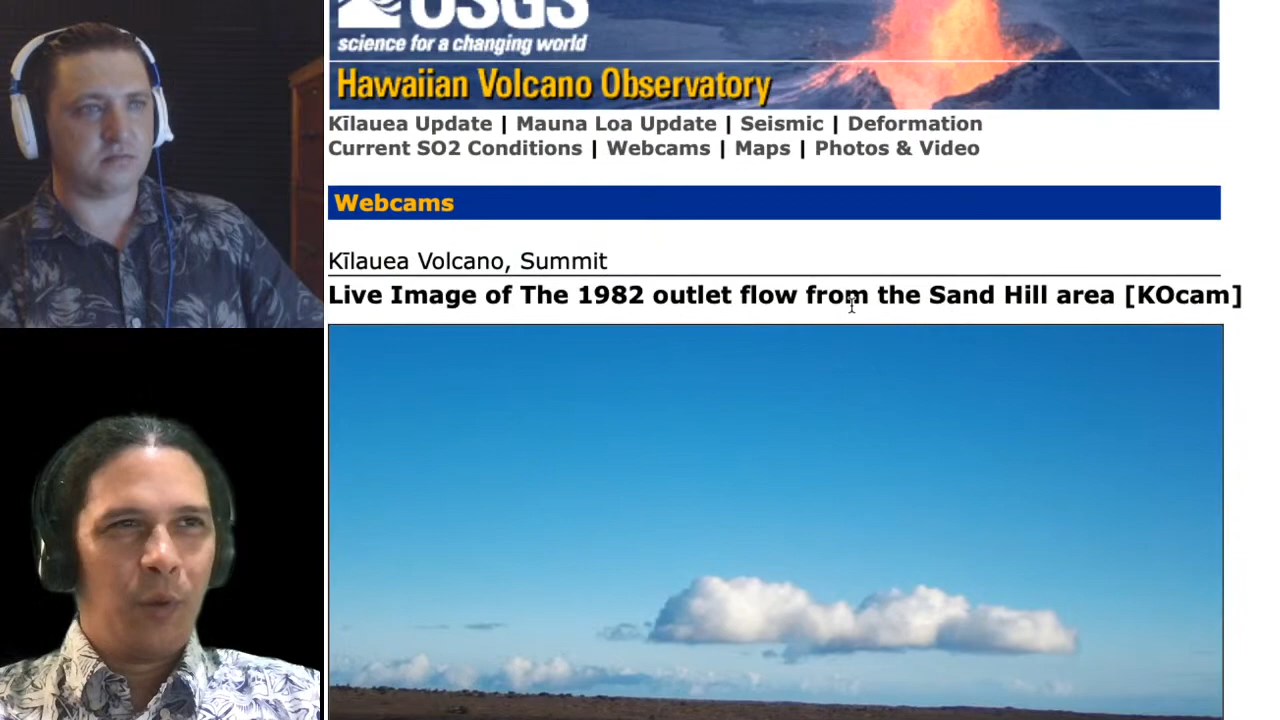 USGS
science for a changing world
Hawaiian Volcano Observatory
Kīlauea Update | Mauna Loa Update | Seismic | Deformation
Current SO2 Conditions | Webcams | Maps | Photos & Video
Webcams
Kīlauea Volcano, Summit
Live Image of The 1982 outlet flow from the Sand Hill area [KOcam]